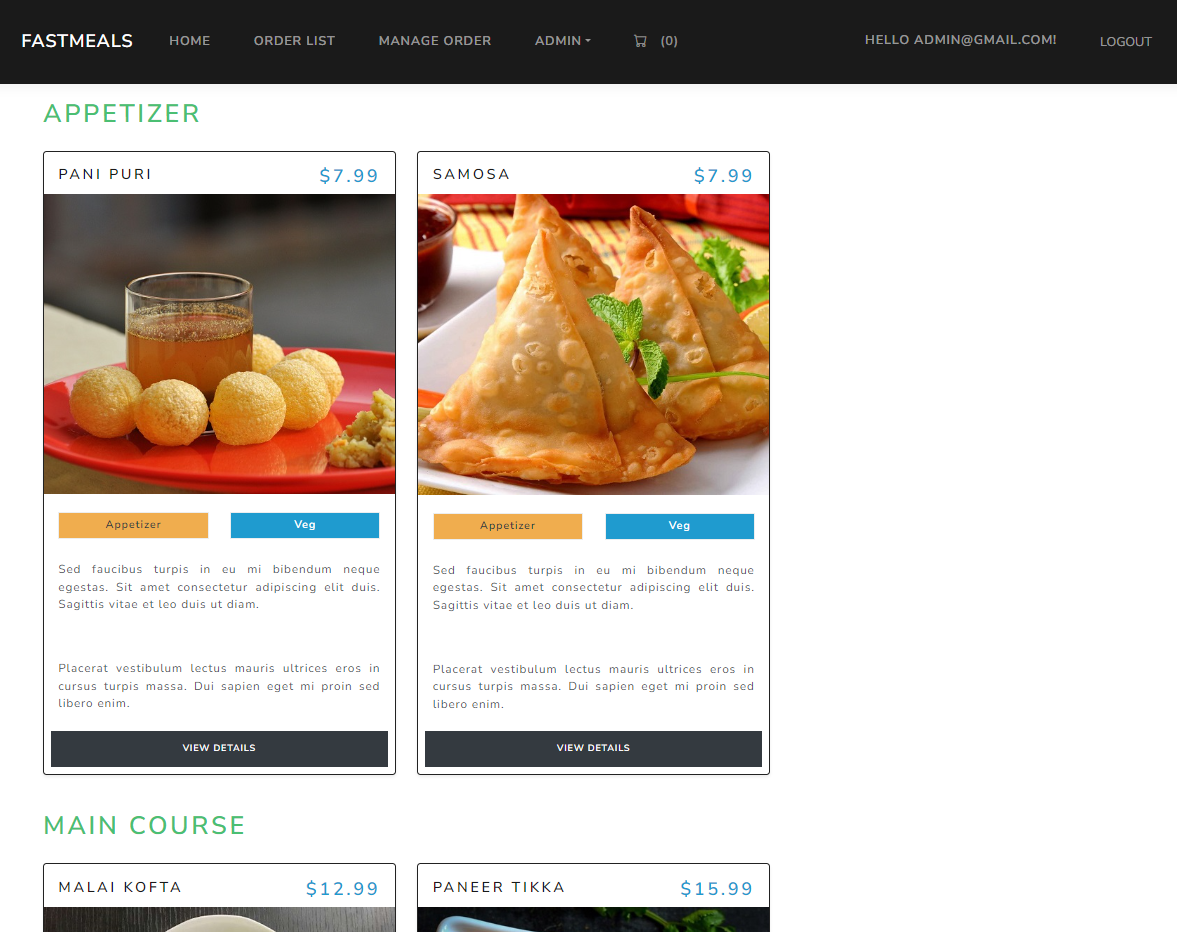 FASTMEALS HOME ORDER LIST MANAGE ORDER ADMIN (0) HELLO ADMIN@GMAIL.COM! LOGOUT
APPETIZER
PANI PURI $7.99
Appetizer Veg
Sed faucibus turpis in eu mi bibendum neque
egestas. Sit amet consectetur adipiscing elit duis.
Sagittis vitae et leo duis ut diam.
Placerat vestibulum lectus mauris ultrices eros in
cursus turpis massa. Dui sapien eget mi proin sed
libero enim.
VIEW DETAILS
SAMOSA $7.99
Appetizer Veg
Sed faucibus turpis in eu mi bibendum neque
egestas. Sit amet consectetur adipiscing elit duis.
Sagittis vitae et leo duis ut diam.
Placerat vestibulum lectus mauris ultrices eros in
cursus turpis massa. Dui sapien eget mi proin sed
libero enim.
VIEW DETAILS
MAIN COURSE
MALAI KOFTA $12.99
PANEER TIKKA $15.99